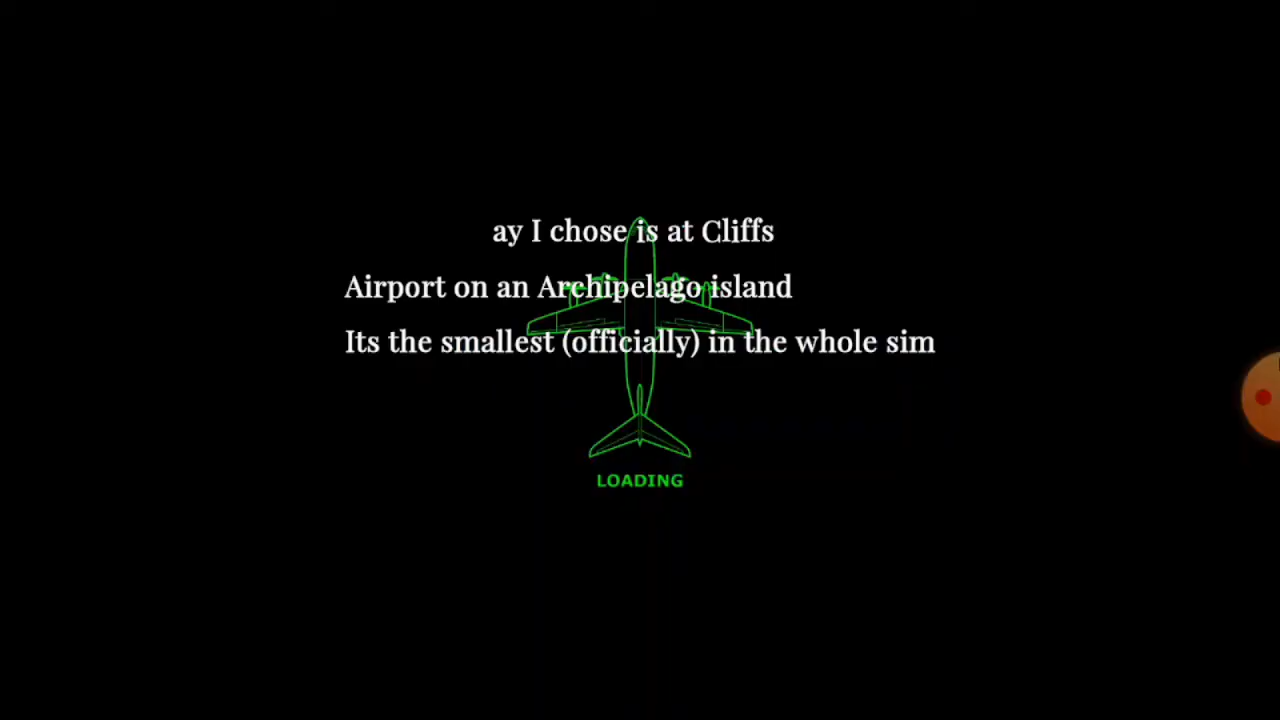 ay I chose is at Cliffs
Airport on an Archipelago island
Its the smallest (officially) in the whole sim
LOADING